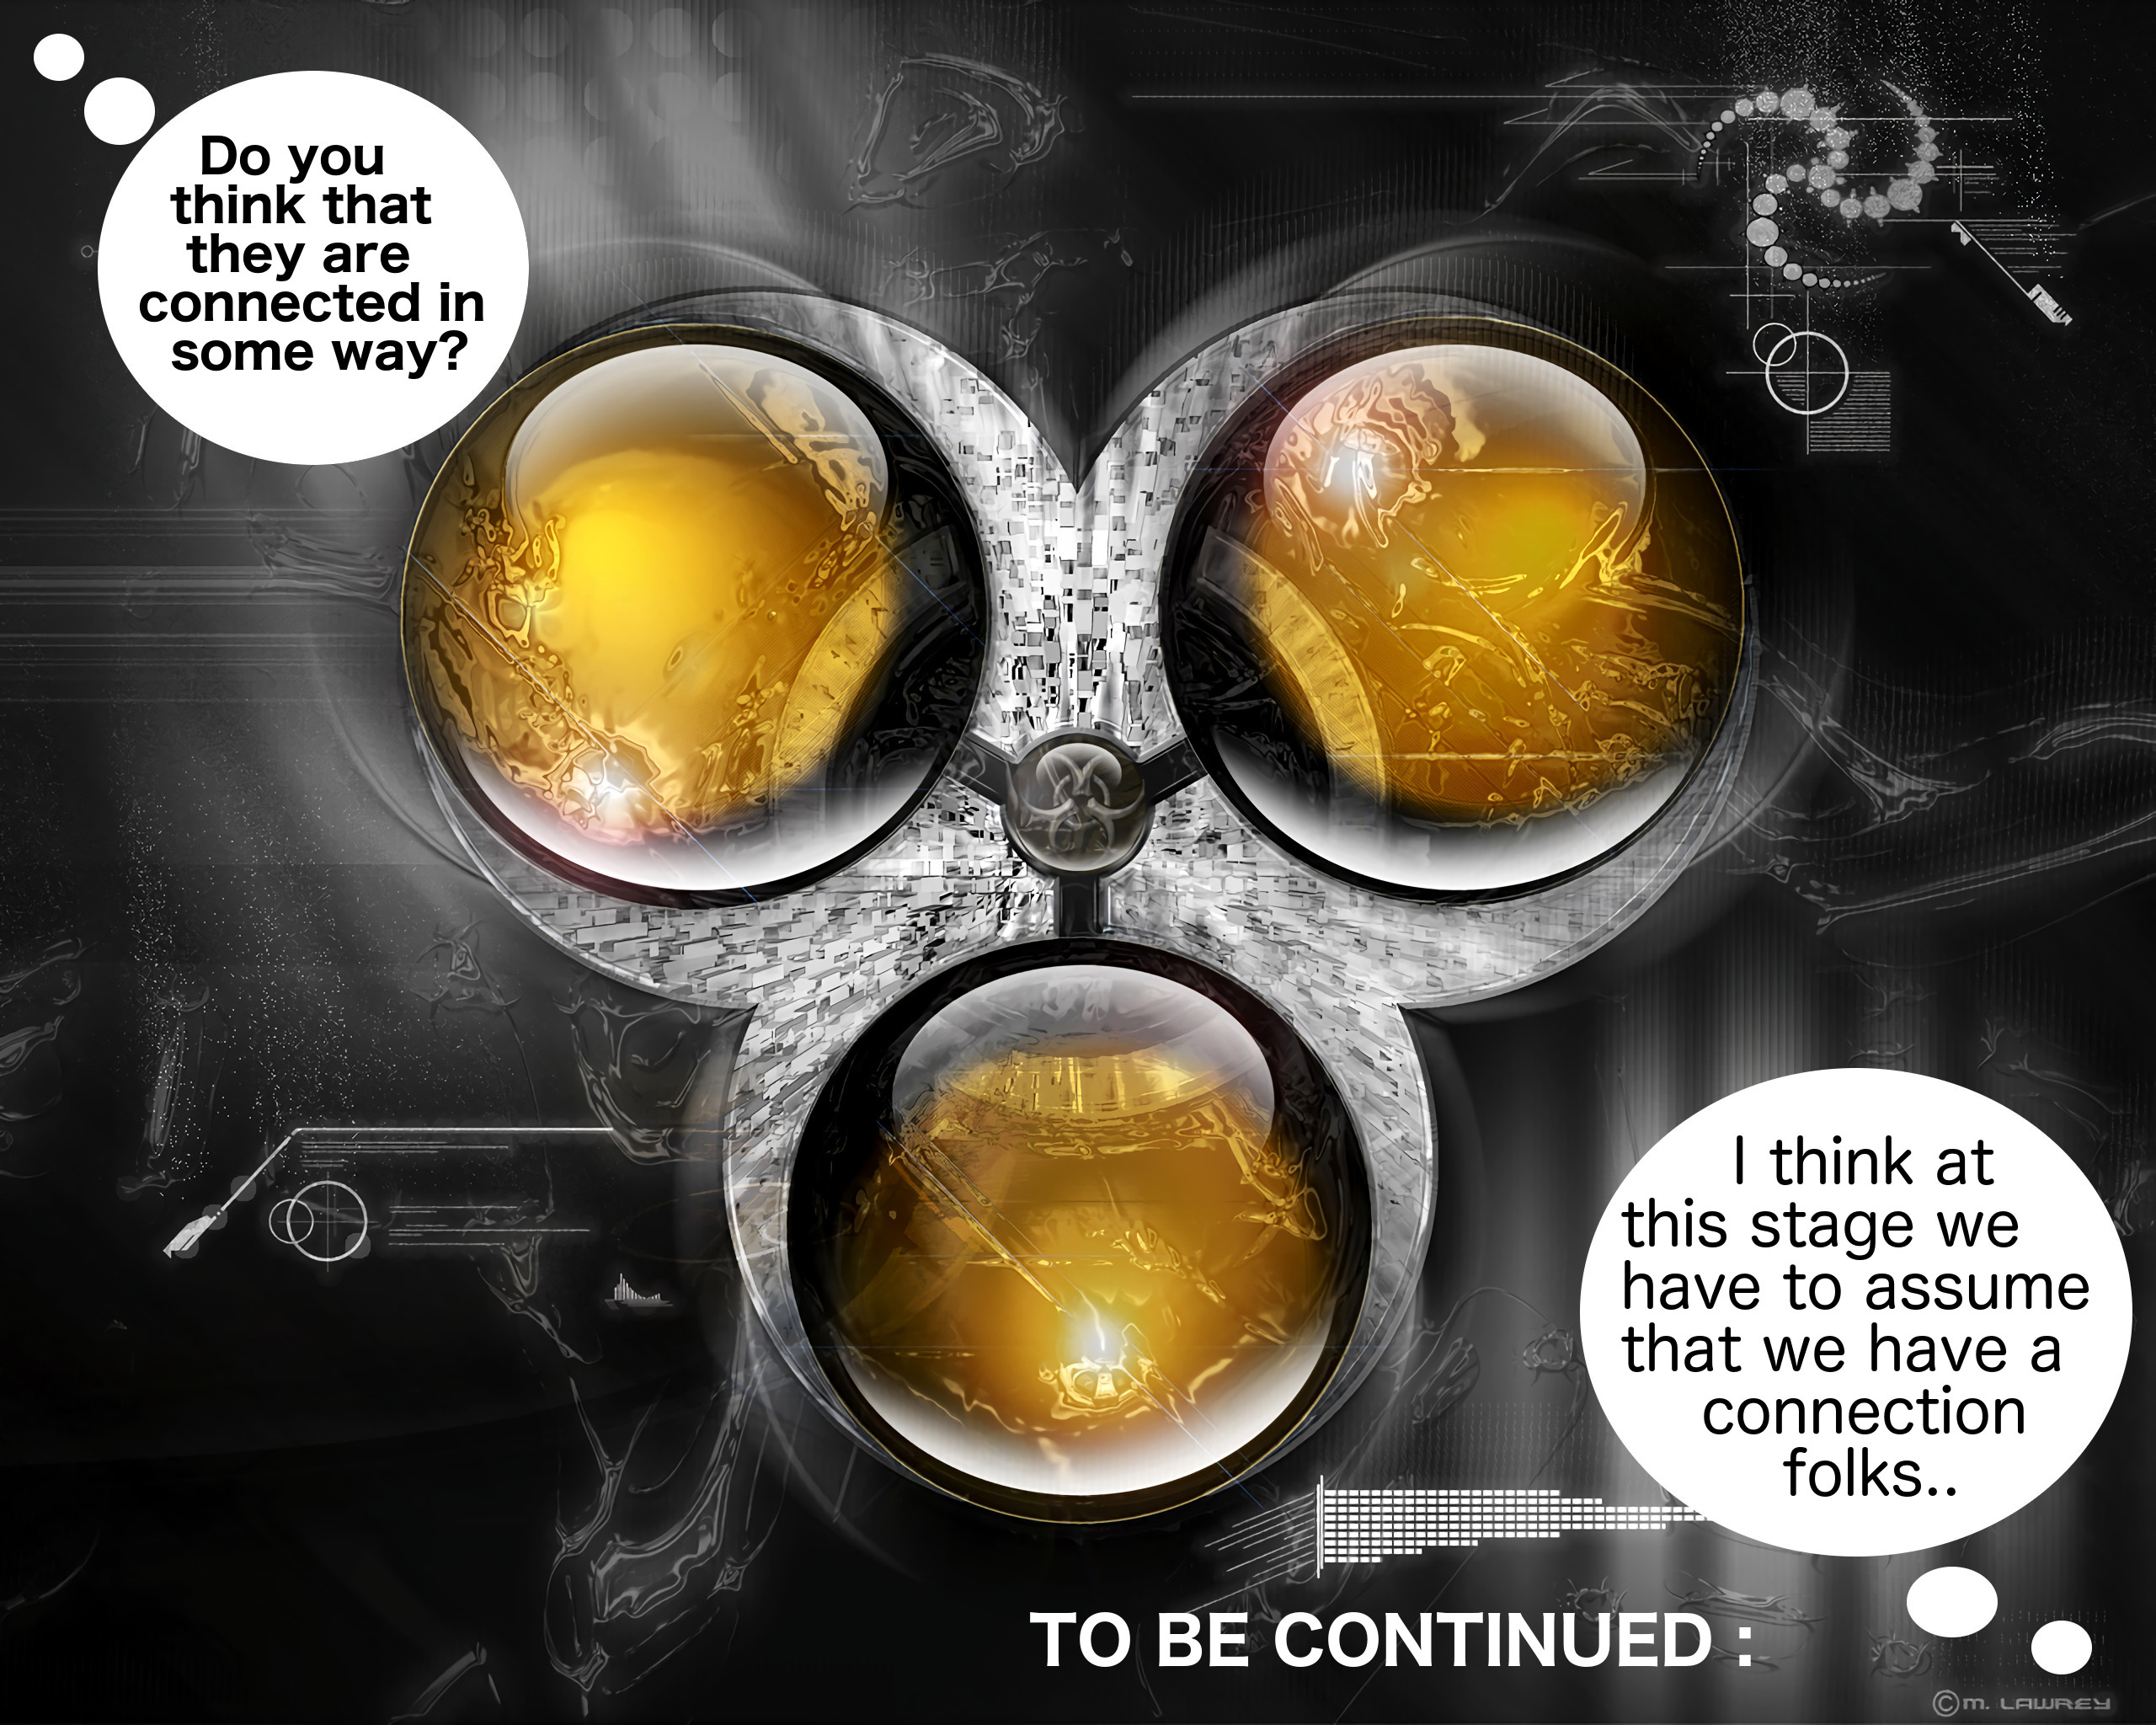 Do you
think that
they are
connected in
some way?
I think at
this stage we
have to assume
that we have a
connection
folks..
TO BE CONTINUED :
©M. LAWREY